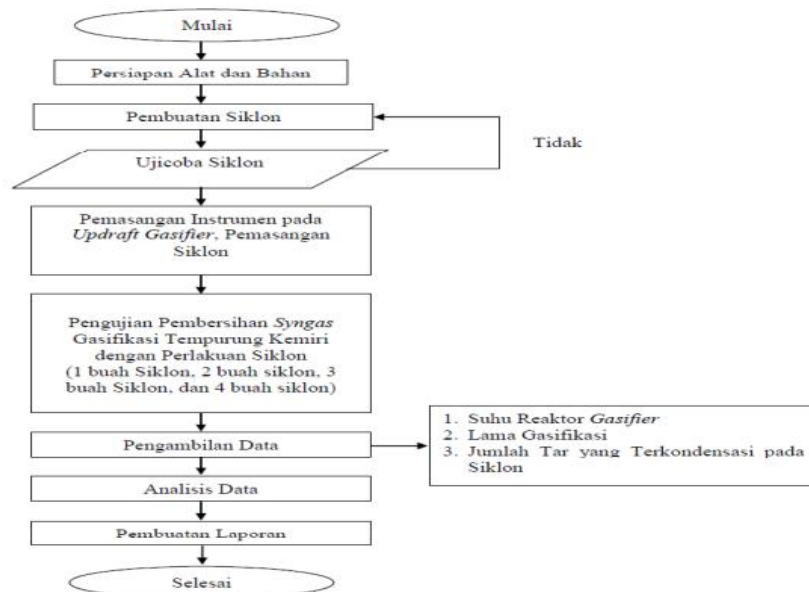 Mulai
Persiapan Alat dan Bahan
Pembuatan Siklon
Tidak
Ujicoba Siklon
Pemasangan Instrumen pada
Updraft Gasifier, Pemasangan
Siklon
Pengujian Pembersihan Syngas
Gasifikasi Tempurung Kemiri
dengan Perlakuan Siklon
(1 buah Siklon, 2 buah siklon, 3
buah Siklon, dan 4 buah siklon)
Pengambilan Data
1. Suhu Reaktor Gasifier
2. Lama Gasifikasi
3. Jumlah Tar yang Terkondensasi pada
Siklon
Analisis Data
Pembuatan Laporan
Selesai